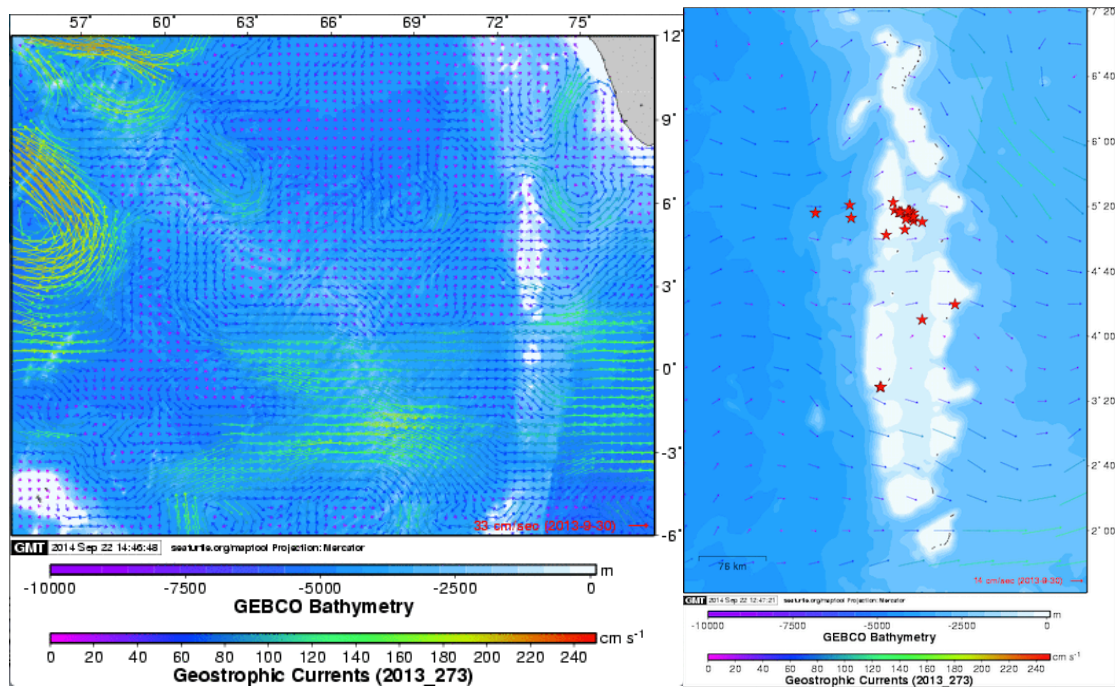 57° 60° 63° 66° 69° 72° 75°
12°
9°
6°
3°
0°
-3°
-6°
33 cm/sec (2013-9-30)
GMT 2014 Sep 22 14:46:48 seaturtle.org/maptool Projection: Mercator
-10000 -7500 -5000 -2500 0 m
GEBCO Bathymetry
0 20 40 60 80 100 120 140 160 180 200 220 240 cm s⁻¹
Geostrophic Currents (2013_273)
7°20'
6°40'
6°00'
5°20'
4°40'
4°00'
3°20'
2°40'
2°00'
76 km
14 cm/sec (2013-9-30)
GMT 2014 Sep 22 12:47:21 seaturtle.org/maptool Projection: Mercator
-10000 -7500 -5000 -2500 0 m
GEBCO Bathymetry
0 20 40 60 80 100 120 140 160 180 200 220 240 cm s⁻¹
Geostrophic Currents (2013_273)